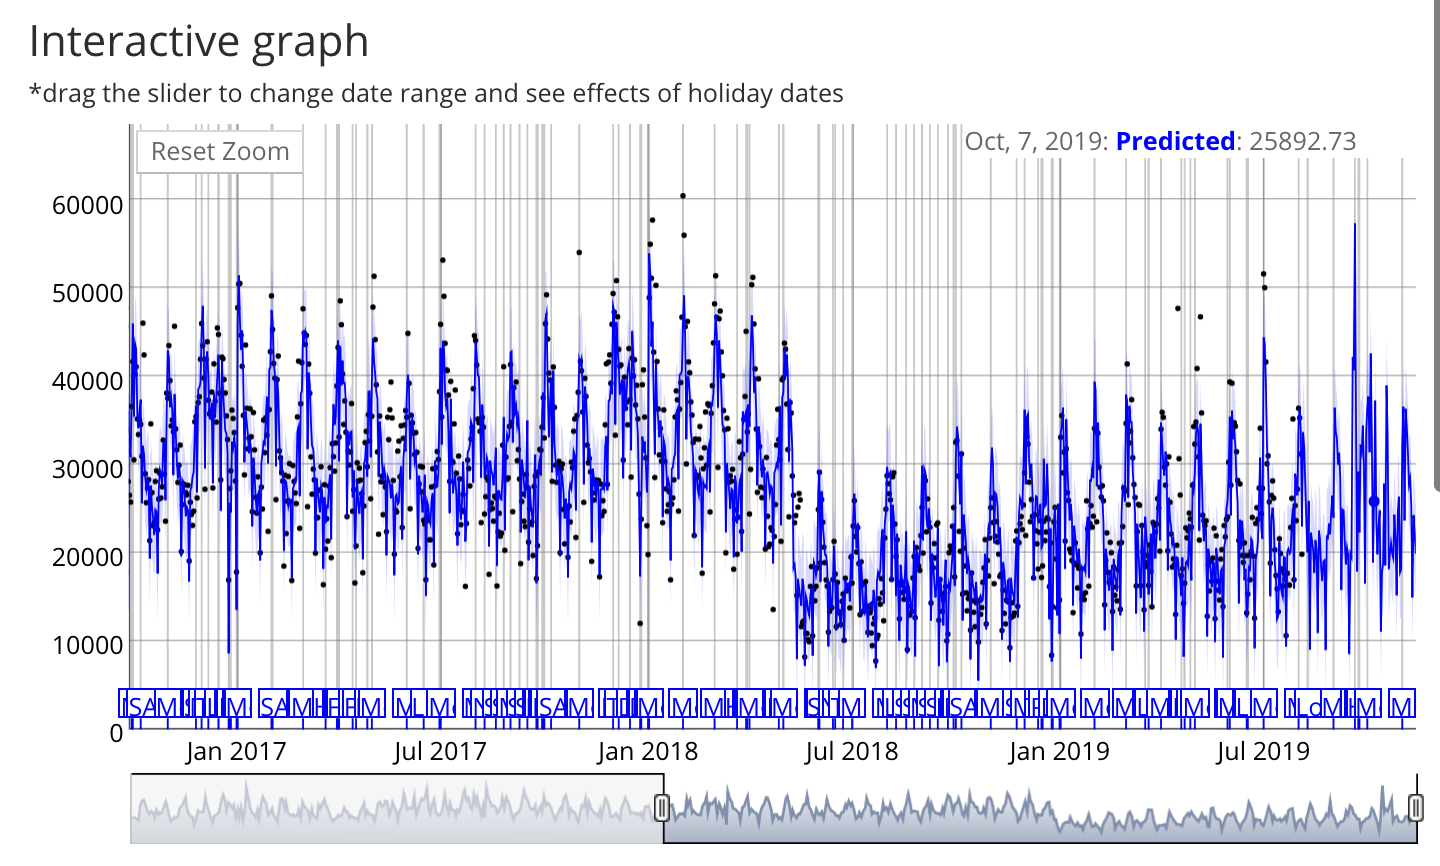 Interactive graph
*drag the slider to change date range and see effects of holiday dates
Reset Zoom
Oct, 7, 2019: Predicted: 25892.73
60000
50000
40000
30000
20000
10000
0
Jan 2017 Jul 2017 Jan 2018 Jul 2018 Jan 2019 Jul 2019